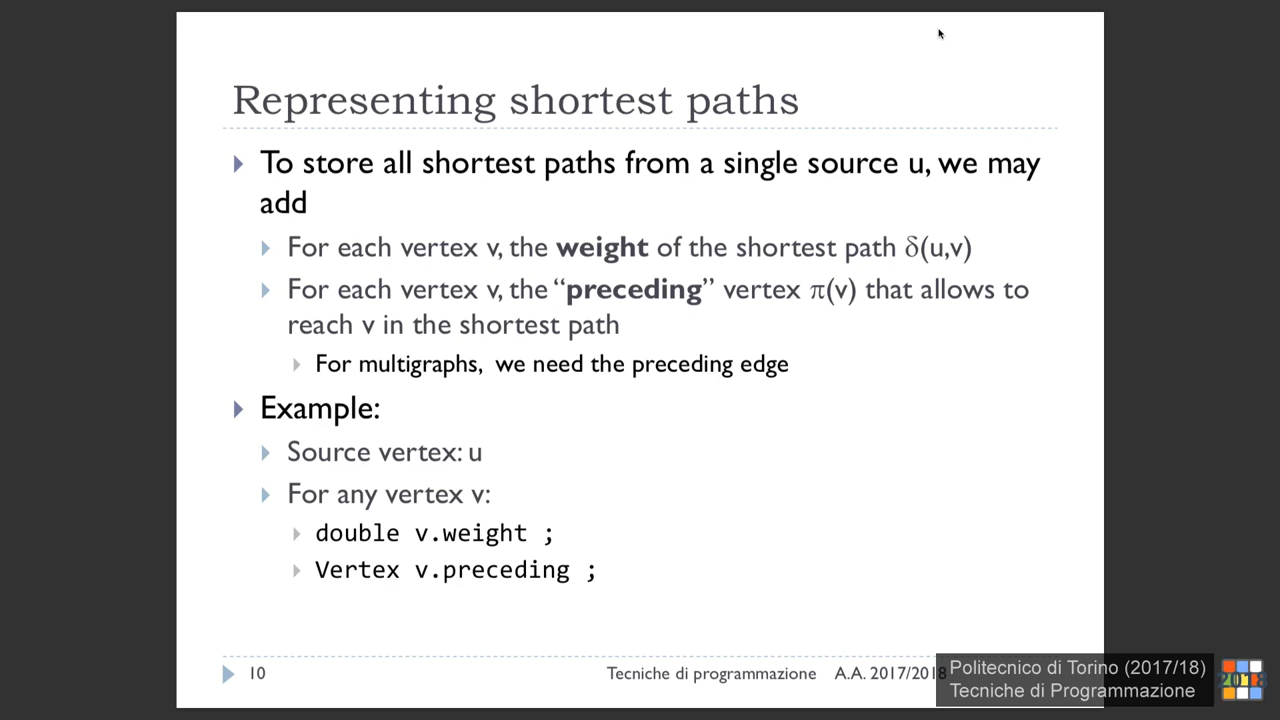 Representing shortest paths
To store all shortest paths from a single source u, we may
add
For each vertex v, the weight of the shortest path δ(u,v)
For each vertex v, the “preceding” vertex π(v) that allows to
reach v in the shortest path
For multigraphs, we need the preceding edge
Example:
Source vertex: u
For any vertex v:
double v.weight ;
Vertex v.preceding ;
10
Tecniche di programmazione A.A. 2017/2018
Politecnico di Torino (2017/18)
Tecniche di Programmazione
2018